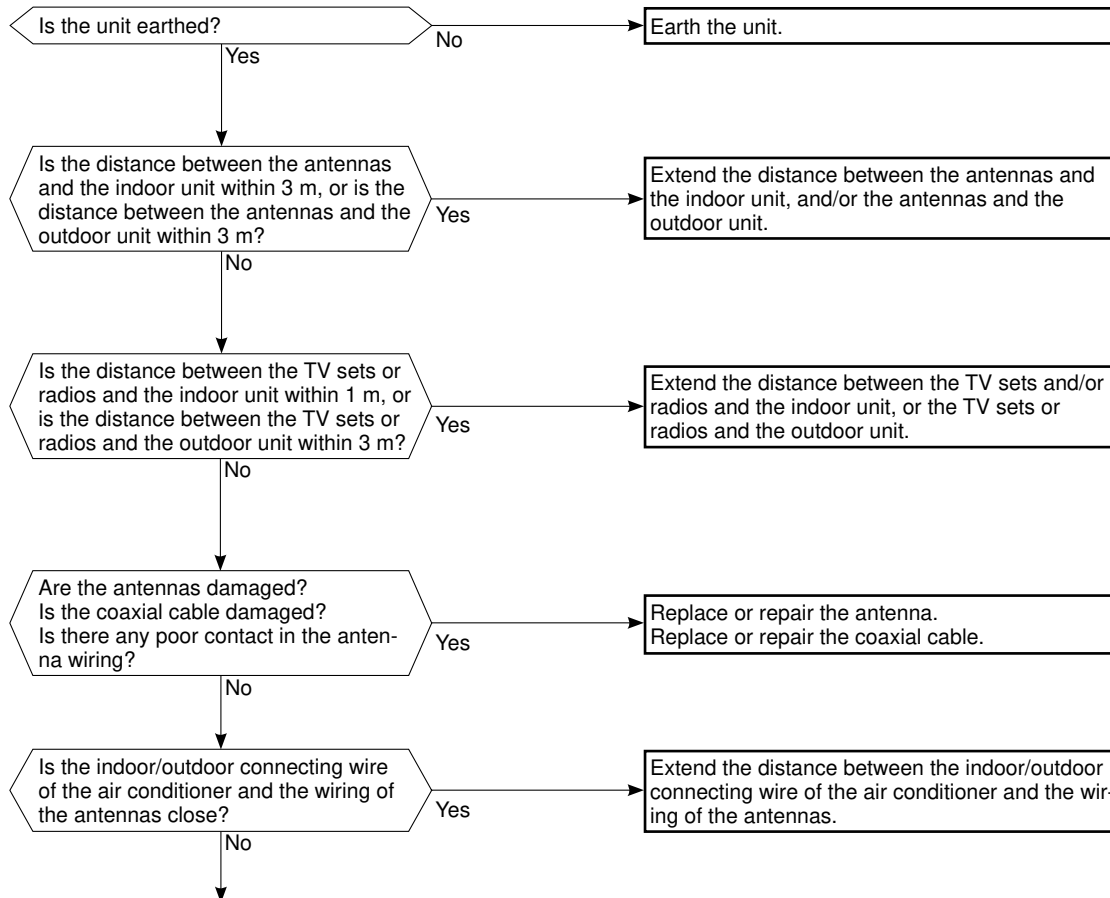 Is the unit earthed?
No
Earth the unit.
Yes
Is the distance between the antennas
and the indoor unit within 3 m, or is the
distance between the antennas and the
outdoor unit within 3 m?
Yes
Extend the distance between the antennas and
the indoor unit, and/or the antennas and the
outdoor unit.
No
Is the distance between the TV sets or
radios and the indoor unit within 1 m, or
is the distance between the TV sets or
radios and the outdoor unit within 3 m?
Yes
Extend the distance between the TV sets and/or
radios and the indoor unit, or the TV sets or
radios and the outdoor unit.
No
Are the antennas damaged?
Is the coaxial cable damaged?
Is there any poor contact in the anten-
na wiring?
Yes
Replace or repair the antenna.
Replace or repair the coaxial cable.
No
Is the indoor/outdoor connecting wire
of the air conditioner and the wiring of
the antennas close?
Yes
Extend the distance between the indoor/outdoor
connecting wire of the air conditioner and the wir-
ing of the antennas.
No